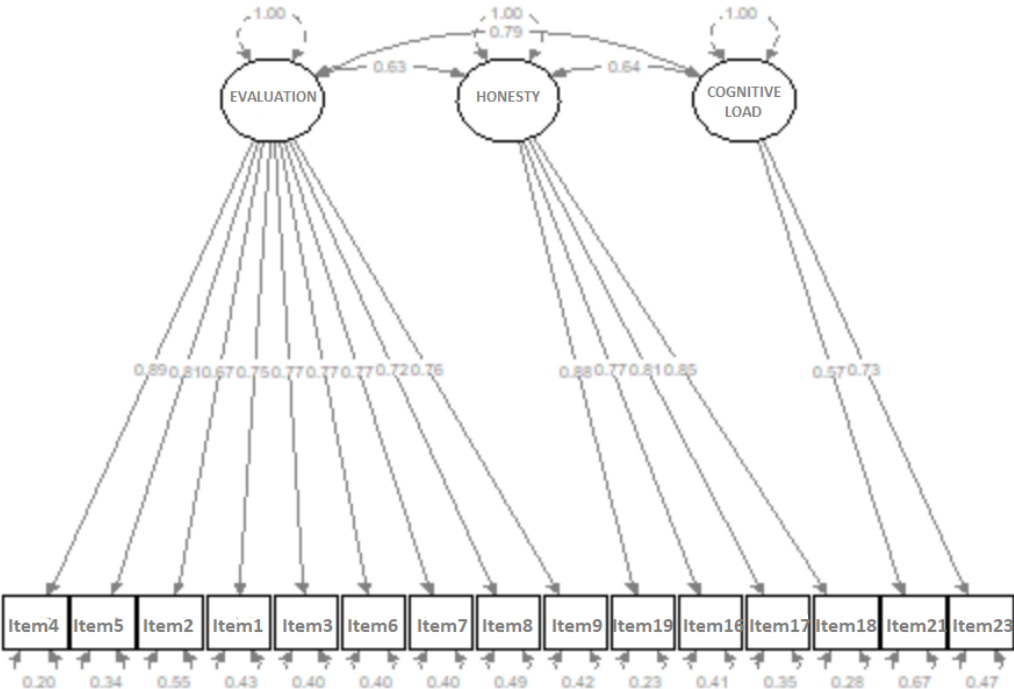 1.00 1.00 1.00
0.79
0.63 0.64
EVALUATION HONESTY COGNITIVE
LOAD
0.89 0.81 0.67 0.75 0.77 0.77 0.77 0.72 0.76 0.88 0.77 0.81 0.85 0.57 0.73
Item4 Item5 Item2 Item1 Item3 Item6 Item7 Item8 Item9 Item19 Item16 Item17 Item18 Item21 Item23
0.20 0.34 0.55 0.43 0.40 0.40 0.40 0.49 0.42 0.23 0.41 0.35 0.28 0.67 0.47